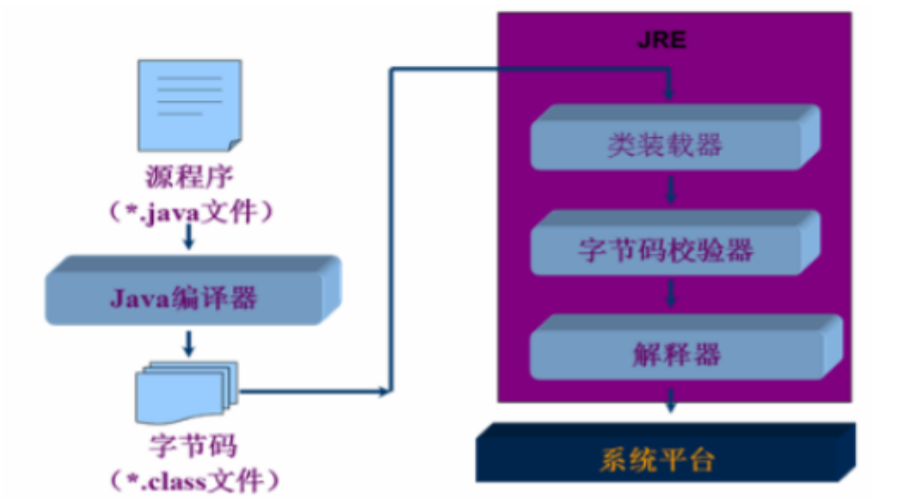 源程序
（*.java文件）
Java编译器
字节码
（*.class文件）
JRE
类装载器
字节码校验器
解释器
系统平台